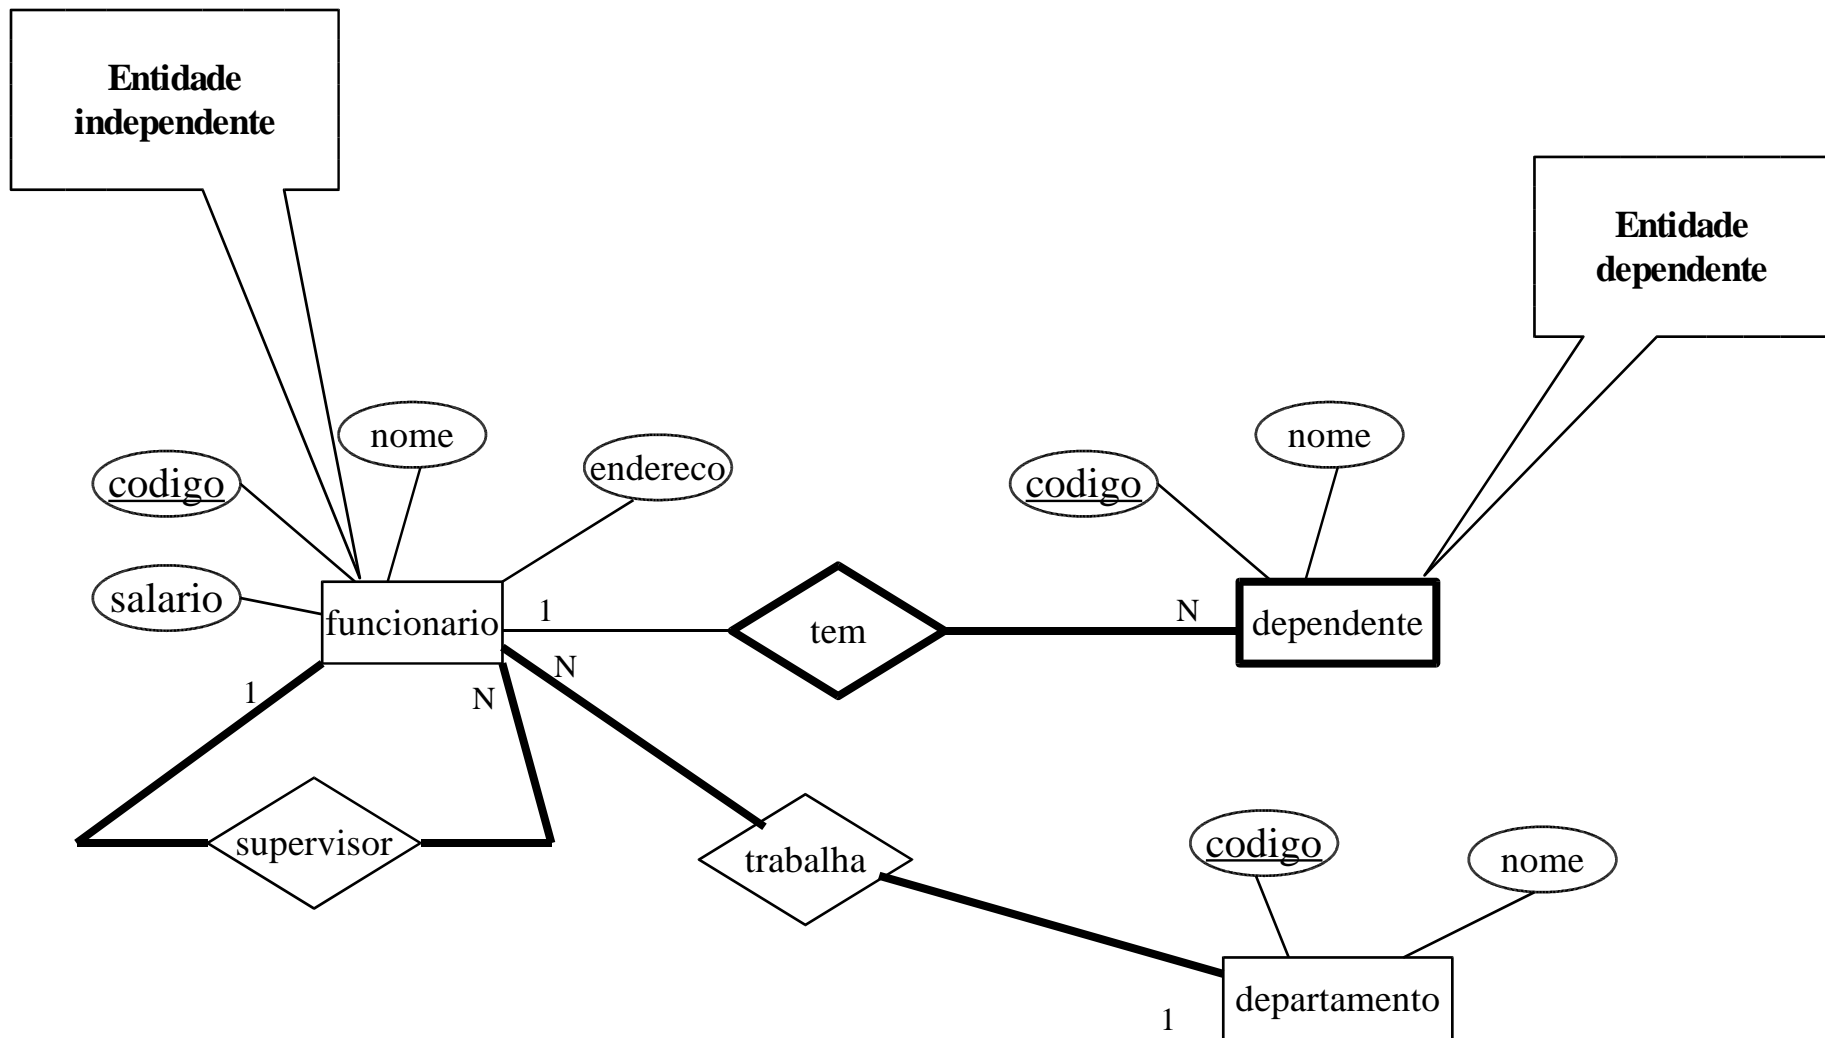 Entidade
independente
Entidade
dependente
nome
endereco
codigo
salario
funcionario
1
tem
N
codigo
nome
dependente
N
1
N
supervisor
trabalha
codigo
nome
departamento
1